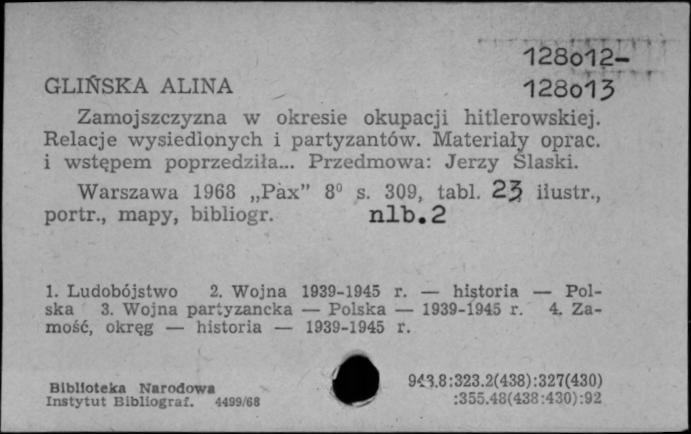 128012-
GLIŃSKA ALINA 128013
Zamojszczyzna w okresie okupacji hitlerowskiej.
Relacje wysiedlonych i partyzantów. Materiały oprac.
i wstępem poprzedziła... Przedmowa: Jerzy Ślaski.
Warszawa 1968 „Pax” 8⁰ s. 309, tabl. 23 ilustr.,
portr., mapy, bibliogr. nlb.2
1. Ludobójstwo 2. Wojna 1939-1945 r. — historia — Pol-
ska 3. Wojna partyzancka — Polska — 1939-1945 r. 4. Za-
mość, okręg — historia — 1939-1945 r.
Biblioteka Narodowa 943.8:323.2(438):327(430)
Instytut Bibliograf. 4499/68 :355.48(438:430):92